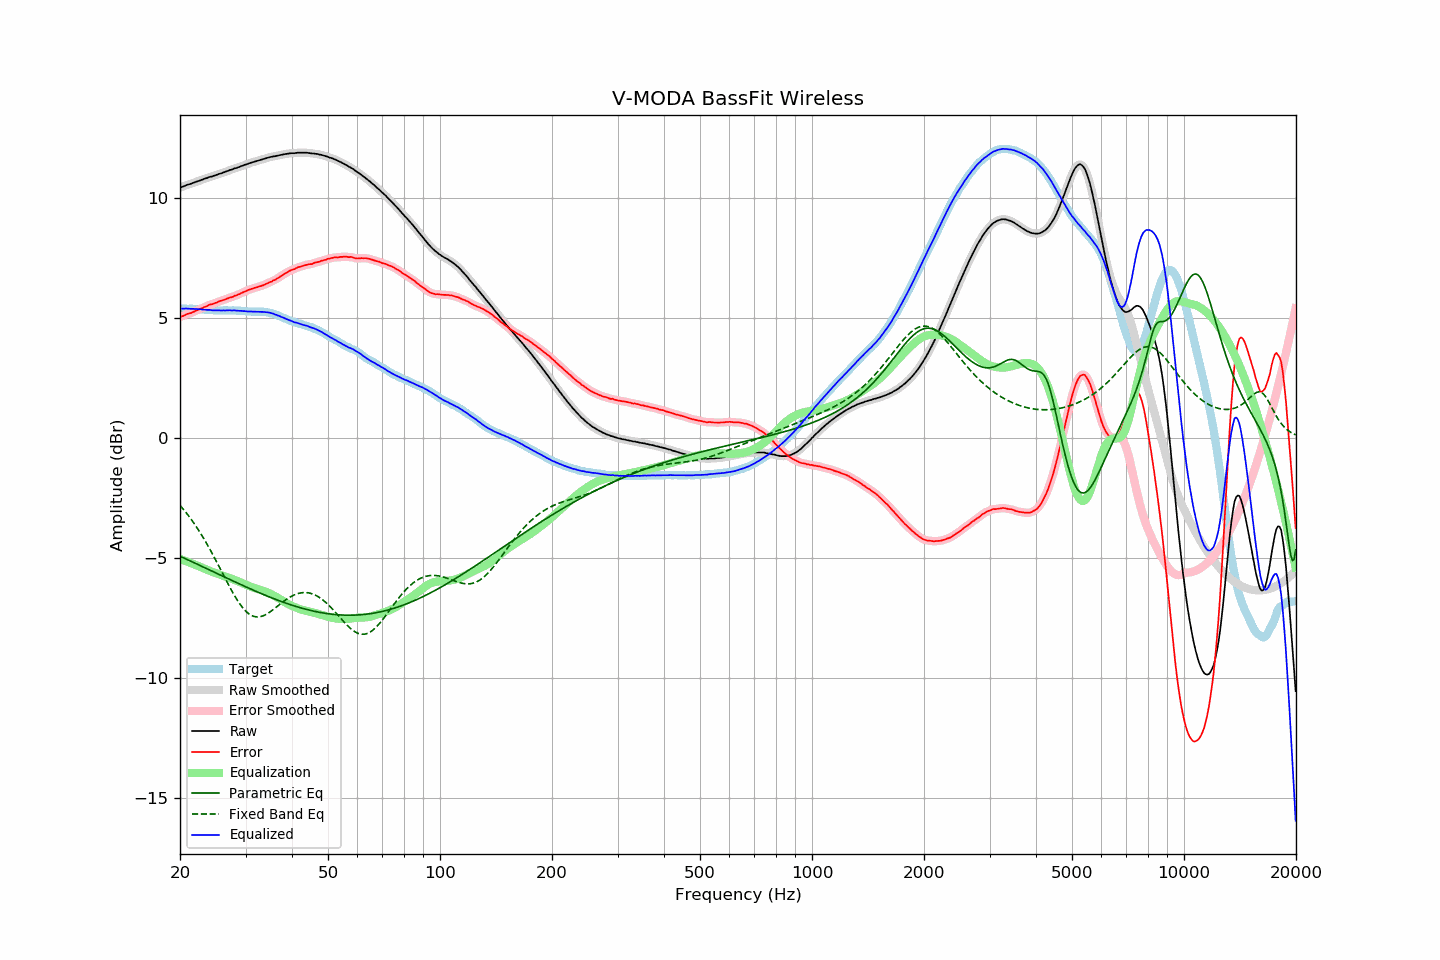 V-MODA BassFit Wireless
Amplitude (dBr)
10
5
0
−5
−10
−15
Target
Raw Smoothed
Error Smoothed
Raw
Error
Equalization
Parametric Eq
Fixed Band Eq
Equalized
20 50 100 200 500 1000 2000 5000 10000 20000
Frequency (Hz)